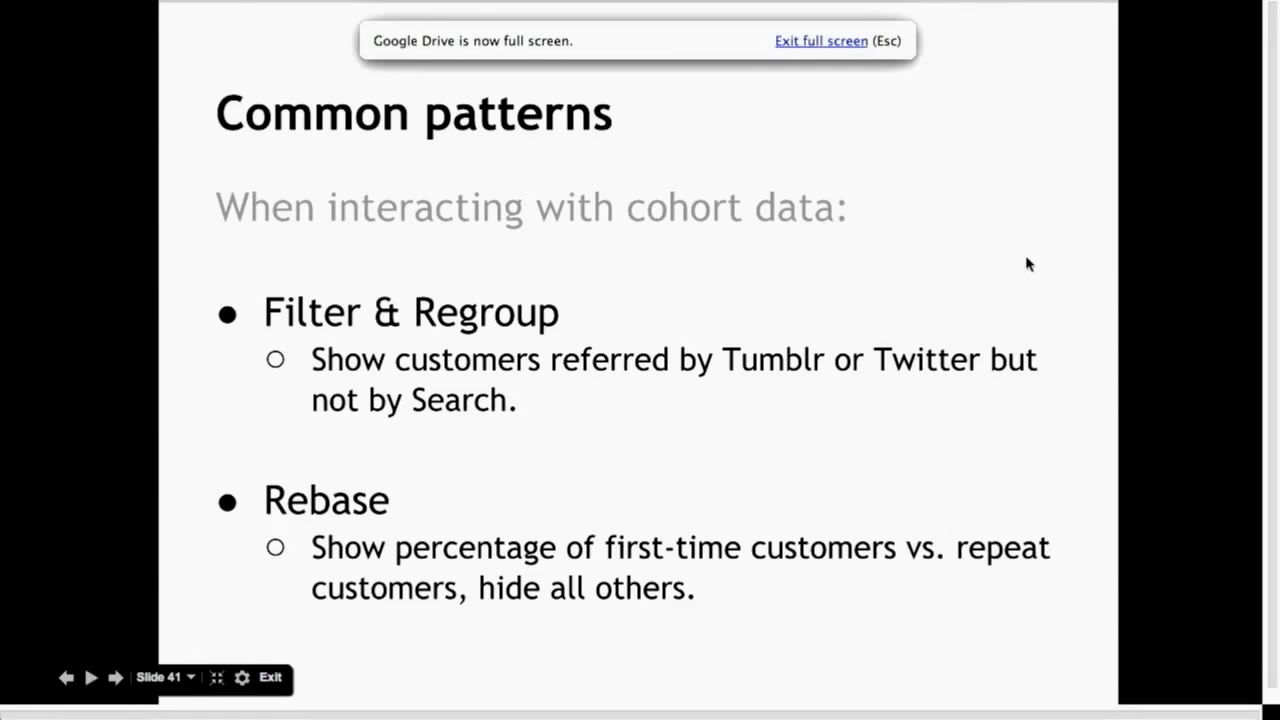 Google Drive is now full screen. Exit full screen (Esc)
Common patterns
When interacting with cohort data:
● Filter & Regroup
○ Show customers referred by Tumblr or Twitter but
not by Search.
● Rebase
○ Show percentage of first-time customers vs. repeat
customers, hide all others.
Slide 41 Exit